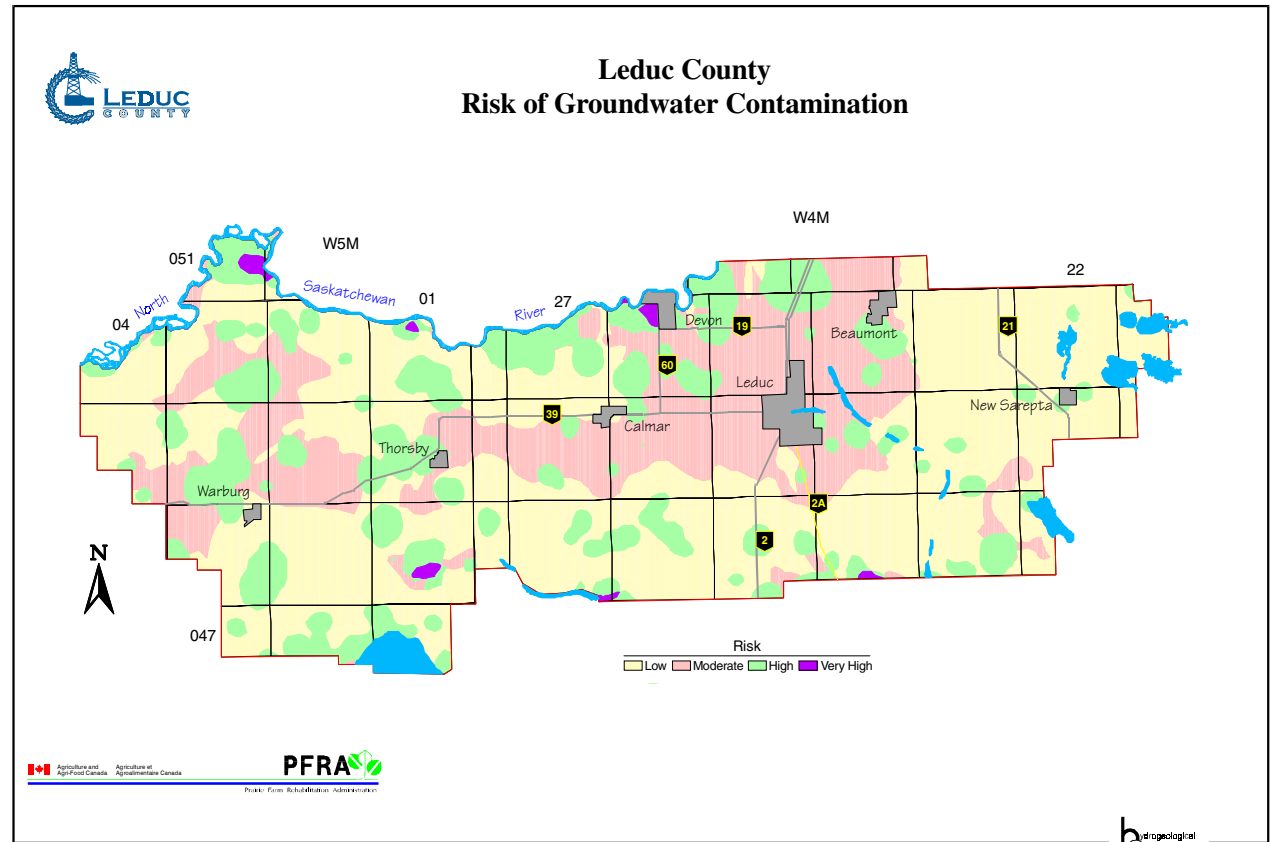 LEDUC
COUNTY
Leduc County
Risk of Groundwater Contamination
W4M
W5M
051
22
North
Saskatchewan
01
27
River
04
Devon
19
21
Beaumont
60
Leduc
New Sarepta
39
Calmar
Thorsby
Warburg
2A
2
N
047
Risk
Low
Moderate
High
Very High
Agriculture and
Agri-Food Canada
Agriculture et
Agroalimentaire Canada
PFRA
Prairie Farm Rehabilitation Administration
hydrogeological